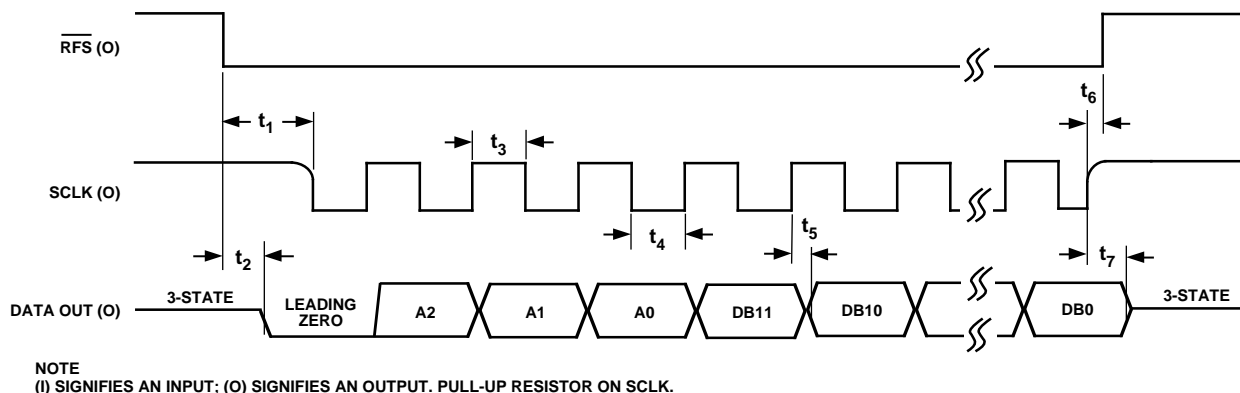 RFS (O)
t1
t3
t6
SCLK (O)
t2
t4
t5
t7
DATA OUT (O)
3-STATE
LEADING
ZERO
A2
A1
A0
DB11
DB10
DB0
3-STATE
NOTE
(I) SIGNIFIES AN INPUT; (O) SIGNIFIES AN OUTPUT. PULL-UP RESISTOR ON SCLK.